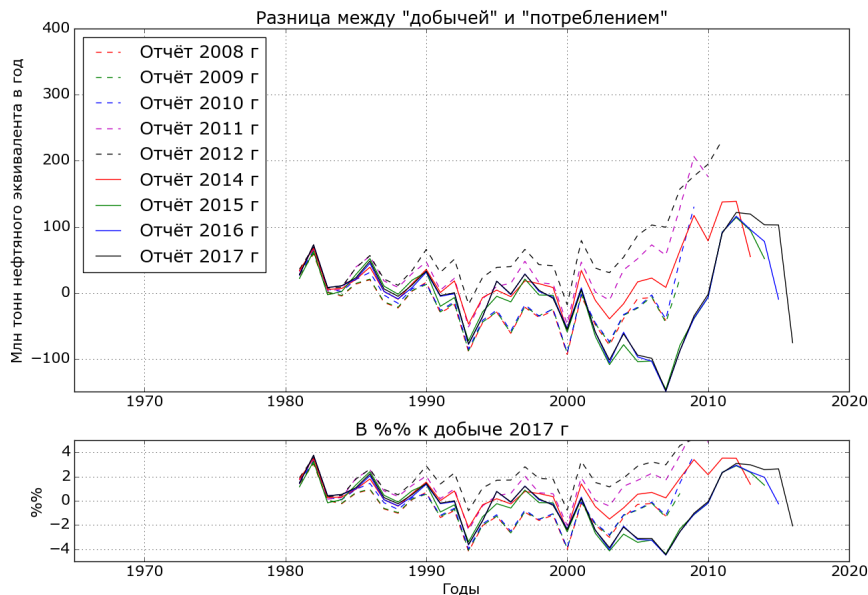 Разница между "добычей" и "потреблением"
Млн тонн нефтяного эквивалента в год
400
300
200
100
0
−100
Отчёт 2008 г
Отчёт 2009 г
Отчёт 2010 г
Отчёт 2011 г
Отчёт 2012 г
Отчёт 2014 г
Отчёт 2015 г
Отчёт 2016 г
Отчёт 2017 г
1970 1980 1990 2000 2010 2020
В %% к добыче 2017 г
%%
4
2
0
−2
−4
1970 1980 1990 2000 2010 2020
Годы